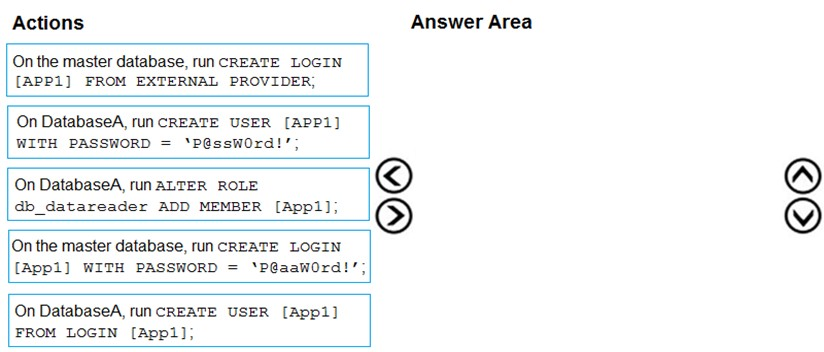 Actions
Answer Area
On the master database, run CREATE LOGIN
[APP1] FROM EXTERNAL PROVIDER;
On DatabaseA, run CREATE USER [APP1]
WITH PASSWORD = ‘P@ssW0rd!’;
On DatabaseA, run ALTER ROLE
db_datareader ADD MEMBER [App1];
On the master database, run CREATE LOGIN
[App1] WITH PASSWORD = ‘P@aaW0rd!’;
On DatabaseA, run CREATE USER [App1]
FROM LOGIN [App1];